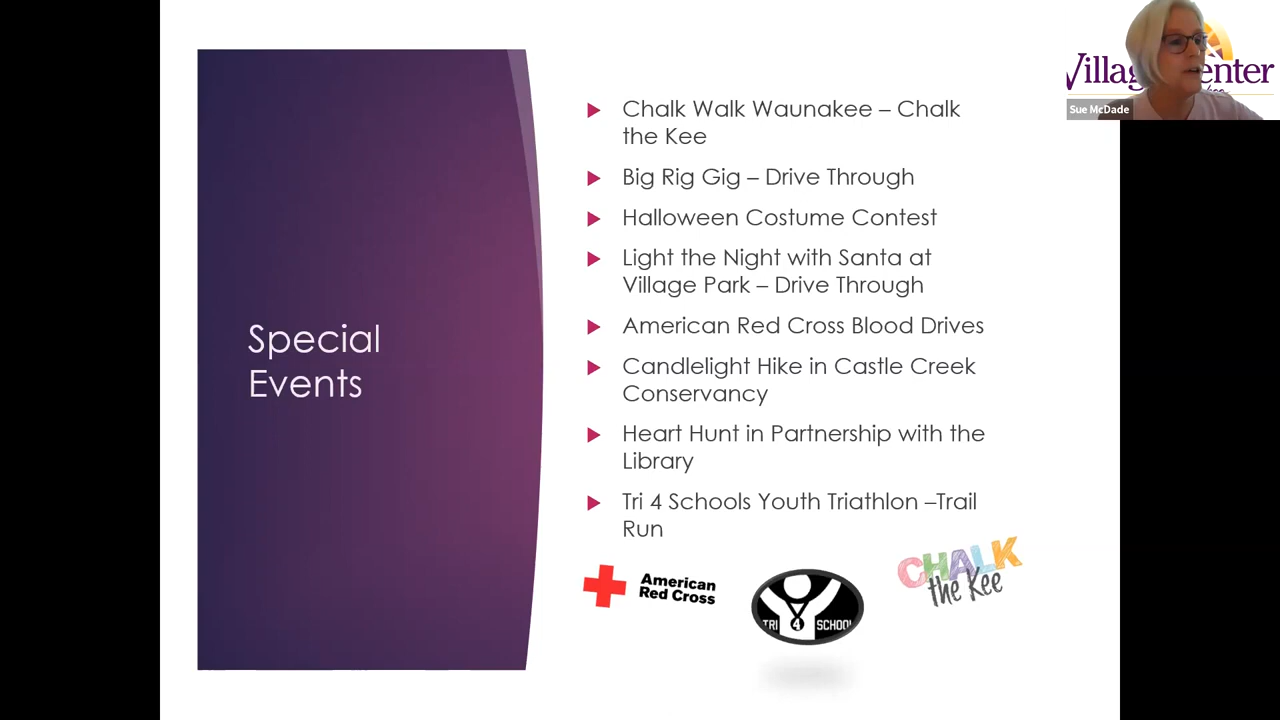 Special
Events
Chalk Walk Waunakee – Chalk
the Kee
Big Rig Gig – Drive Through
Halloween Costume Contest
Light the Night with Santa at
Village Park – Drive Through
American Red Cross Blood Drives
Candlelight Hike in Castle Creek
Conservancy
Heart Hunt in Partnership with the
Library
Tri 4 Schools Youth Triathlon –Trail
Run
American
Red Cross
TRI 4 SCHOOL
CHALK
the Kee
Sue McDade